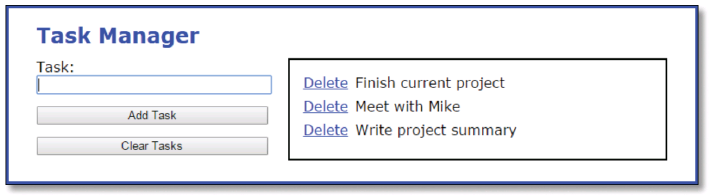 Task Manager
Task:
Add Task
Clear Tasks
Delete Finish current project
Delete Meet with Mike
Delete Write project summary